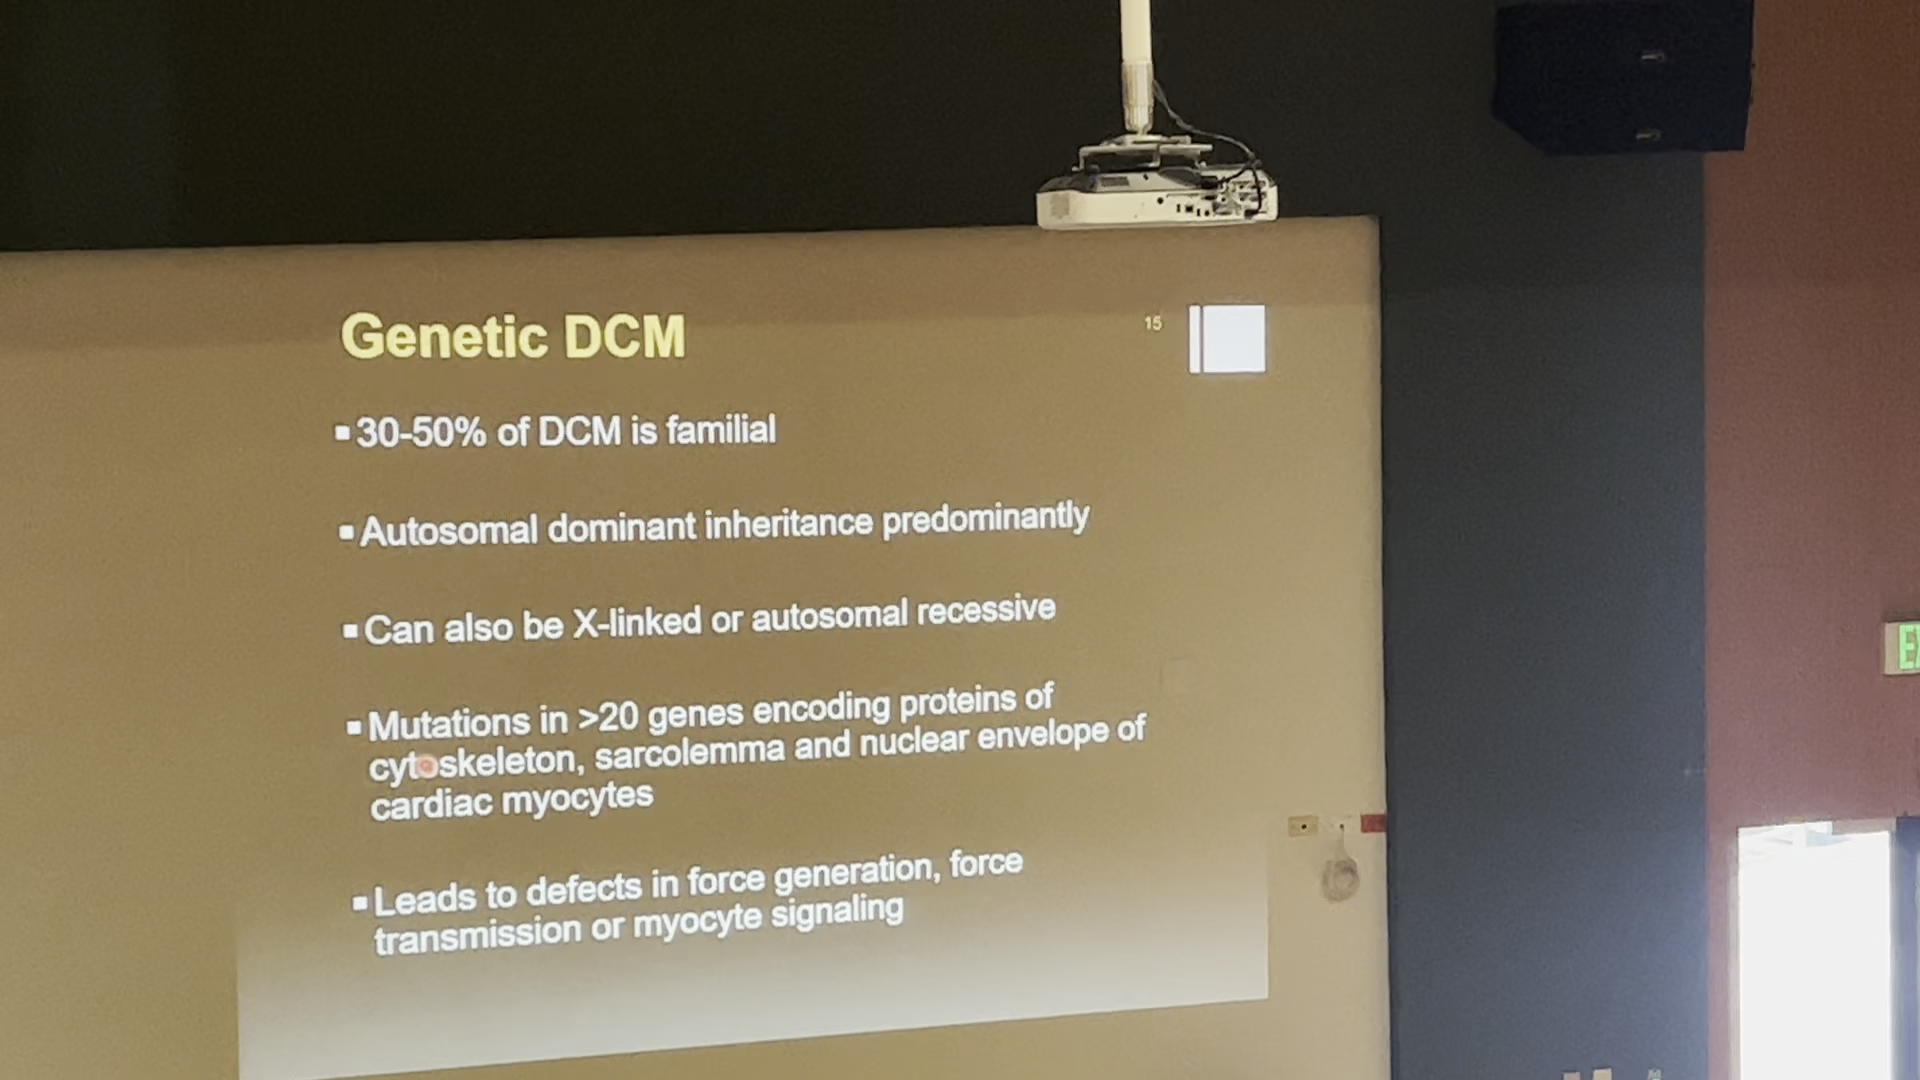 Genetic DCM
15
▪ 30-50% of DCM is familial
▪ Autosomal dominant inheritance predominantly
▪ Can also be X-linked or autosomal recessive
▪ Mutations in >20 genes encoding proteins of
cytoskeleton, sarcolemma and nuclear envelope of
cardiac myocytes
▪ Leads to defects in force generation, force
transmission or myocyte signaling